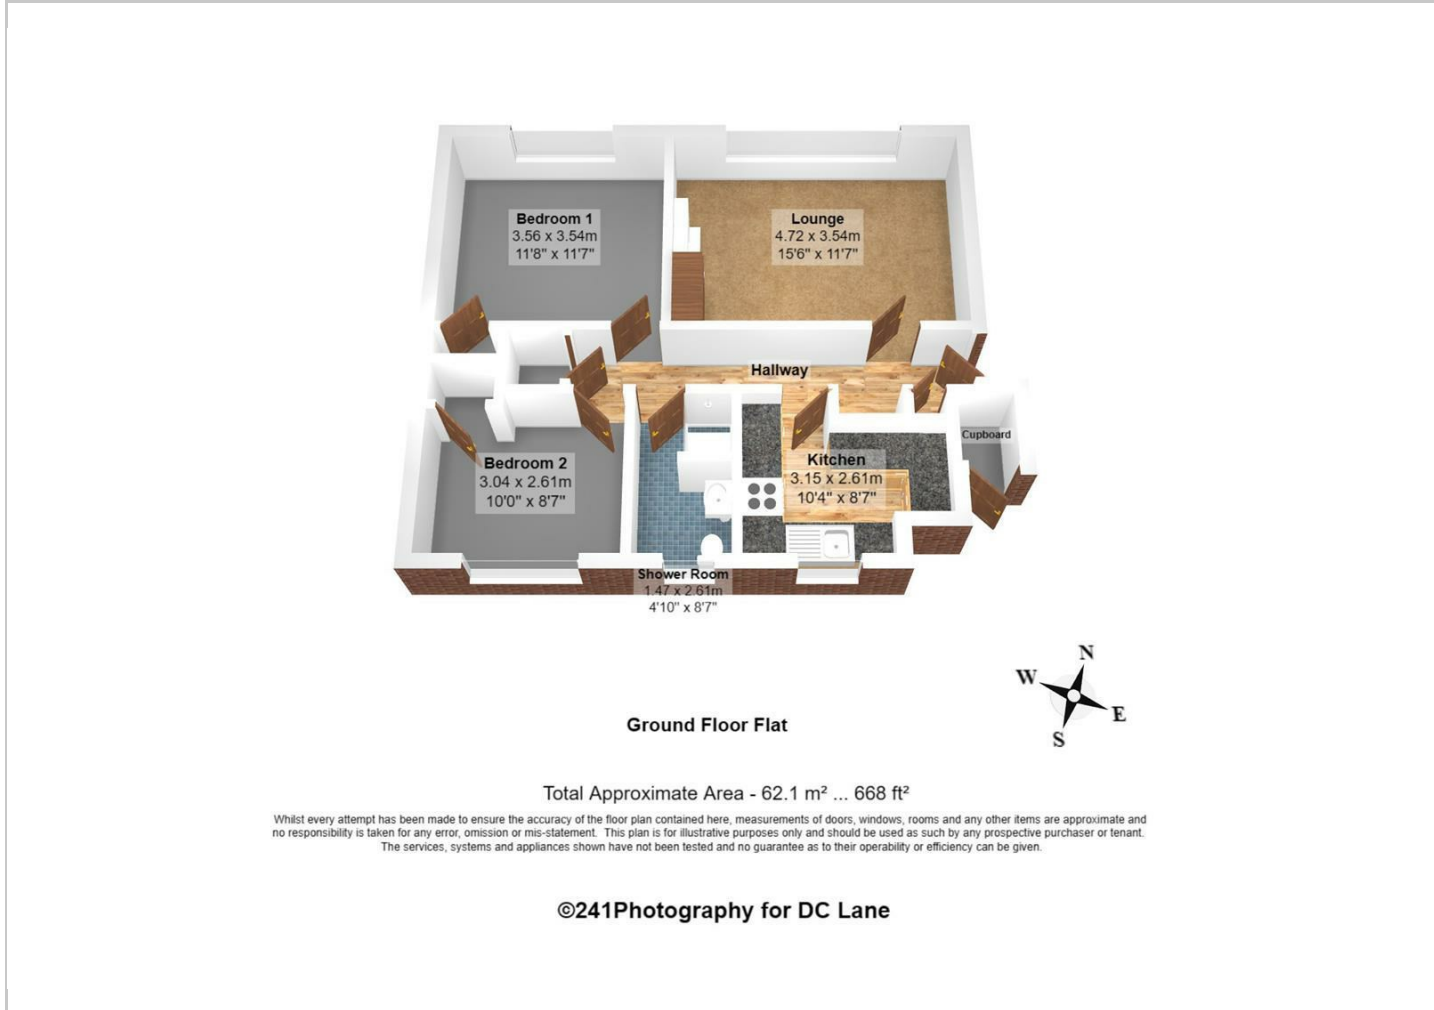 Bedroom 1
3.56 x 3.54m
11'8" x 11'7"
Lounge
4.72 x 3.54m
15'6" x 11'7"
Hallway
Cupboard
Bedroom 2
3.04 x 2.61m
10'0" x 8'7"
Kitchen
3.15 x 2.61m
10'4" x 8'7"
Shower Room
1.47 x 2.61m
4'10" x 8'7"
N
W
E
S
Ground Floor Flat
Total Approximate Area - 62.1 m² ... 668 ft²
Whilst every attempt has been made to ensure the accuracy of the floor plan contained here, measurements of doors, windows, rooms and any other items are approximate and
no responsibility is taken for any error, omission or mis-statement. This plan is for illustrative purposes only and should be used as such by any prospective purchaser or tenant.
The services, systems and appliances shown have not been tested and no guarantee as to their operability or efficiency can be given.
©241Photography for DC Lane